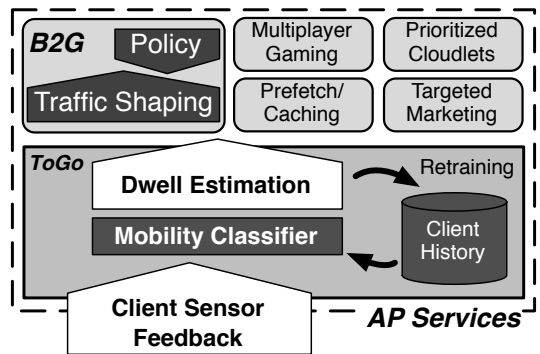 B2G
Policy
Traffic Shaping
Multiplayer
Gaming
Prioritized
Cloudlets
Prefetch/
Caching
Targeted
Marketing
ToGo
Dwell Estimation
Mobility Classifier
Retraining
Client
History
Client Sensor
Feedback
AP Services